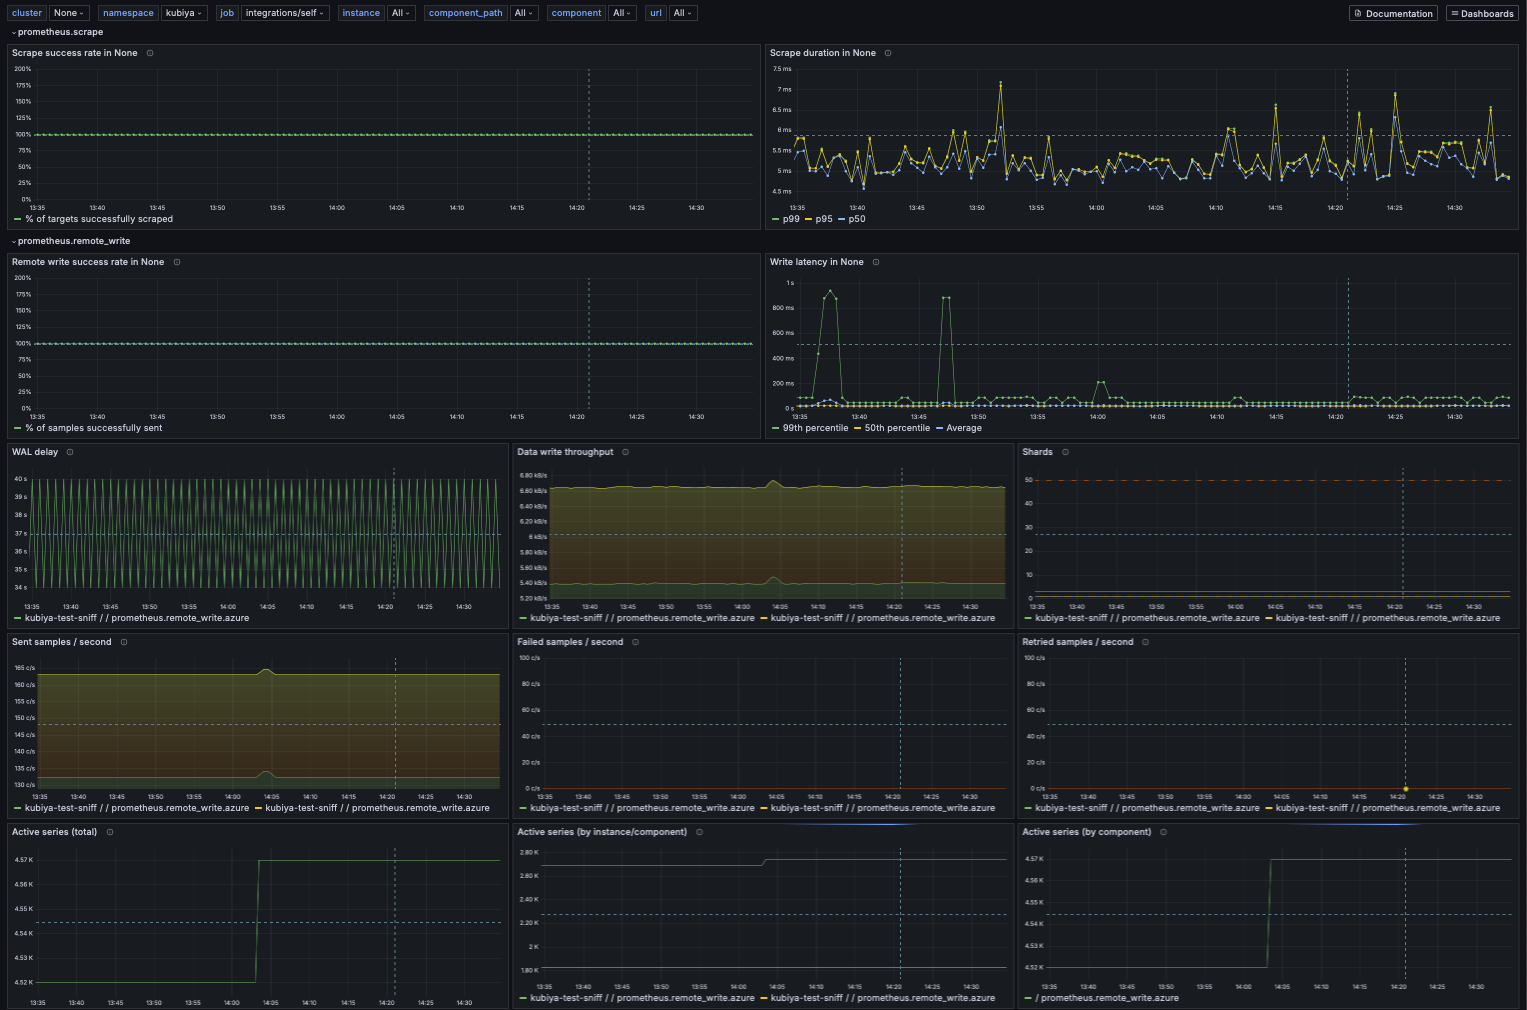 cluster None namespace kubiya job integrations/self instance All component_path All component All url All Documentation Dashboards
prometheus.scrape
Scrape success rate in None
200%
175%
150%
125%
100%
75%
50%
25%
0%
13:35 13:40 13:45 13:50 13:55 14:00 14:05 14:10 14:15 14:20 14:25 14:30
% of targets successfully scraped
Scrape duration in None
7.5 ms
7 ms
6.5 ms
6 ms
5.5 ms
5 ms
4.5 ms
13:35 13:40 13:45 13:50 13:55 14:00 14:05 14:10 14:15 14:20 14:25 14:30
p99 p95 p50
prometheus.remote_write
Remote write success rate in None
200%
175%
150%
125%
100%
75%
50%
25%
0%
13:35 13:40 13:45 13:50 13:55 14:00 14:05 14:10 14:15 14:20 14:25 14:30
% of samples successfully sent
Write latency in None
1 s
800 ms
600 ms
400 ms
200 ms
0 s
13:35 13:40 13:45 13:50 13:55 14:00 14:05 14:10 14:15 14:20 14:25 14:30
99th percentile 50th percentile Average
WAL delay
40 s
39 s
38 s
37 s
36 s
35 s
34 s
13:35 13:40 13:45 13:50 13:55 14:00 14:05 14:10 14:15 14:20 14:25 14:30
kubiya-test-sniff / / prometheus.remote_write.azure
Data write throughput
6.80 kB/s
6.60 kB/s
6.40 kB/s
6.20 kB/s
6 kB/s
5.80 kB/s
5.60 kB/s
5.40 kB/s
5.20 kB/s
13:35 13:40 13:45 13:50 13:55 14:00 14:05 14:10 14:15 14:20 14:25 14:30
kubiya-test-sniff / / prometheus.remote_write.azure kubiya-test-sniff / / prometheus.remote_write.azure
Shards
50
40
30
20
10
0
13:35 13:40 13:45 13:50 13:55 14:00 14:05 14:10 14:15 14:20 14:25 14:30
kubiya-test-sniff / / prometheus.remote_write.azure kubiya-test-sniff / / prometheus.remote_write.azure
Sent samples / second
165 c/s
160 c/s
155 c/s
150 c/s
145 c/s
140 c/s
135 c/s
130 c/s
13:35 13:40 13:45 13:50 13:55 14:00 14:05 14:10 14:15 14:20 14:25 14:30
kubiya-test-sniff / / prometheus.remote_write.azure kubiya-test-sniff / / prometheus.remote_write.azure
Failed samples / second
100 c/s
80 c/s
60 c/s
40 c/s
20 c/s
0 c/s
13:35 13:40 13:45 13:50 13:55 14:00 14:05 14:10 14:15 14:20 14:25 14:30
kubiya-test-sniff / / prometheus.remote_write.azure kubiya-test-sniff / / prometheus.remote_write.azure
Retried samples / second
100 c/s
80 c/s
60 c/s
40 c/s
20 c/s
0 c/s
13:35 13:40 13:45 13:50 13:55 14:00 14:05 14:10 14:15 14:20 14:25 14:30
kubiya-test-sniff / / prometheus.remote_write.azure kubiya-test-sniff / / prometheus.remote_write.azure
Active series (total)
4.57 K
4.56 K
4.55 K
4.54 K
4.53 K
4.52 K
13:35 13:40 13:45 13:50 13:55 14:00 14:05 14:10 14:15 14:20 14:25 14:30
Active series (by instance/component)
2.80 K
2.60 K
2.40 K
2.20 K
2 K
1.80 K
13:35 13:40 13:45 13:50 13:55 14:00 14:05 14:10 14:15 14:20 14:25 14:30
kubiya-test-sniff / / prometheus.remote_write.azure kubiya-test-sniff / / prometheus.remote_write.azure
Active series (by component)
4.57 K
4.56 K
4.55 K
4.54 K
4.53 K
4.52 K
13:35 13:40 13:45 13:50 13:55 14:00 14:05 14:10 14:15 14:20 14:25 14:30
/ prometheus.remote_write.azure